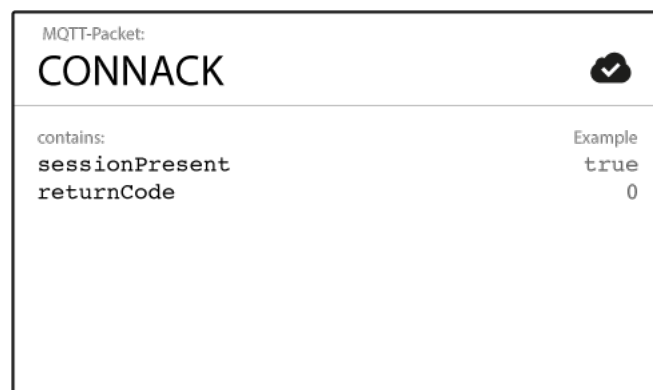 MQTT-Packet:
CONNACK
contains: Example
sessionPresent true
returnCode 0